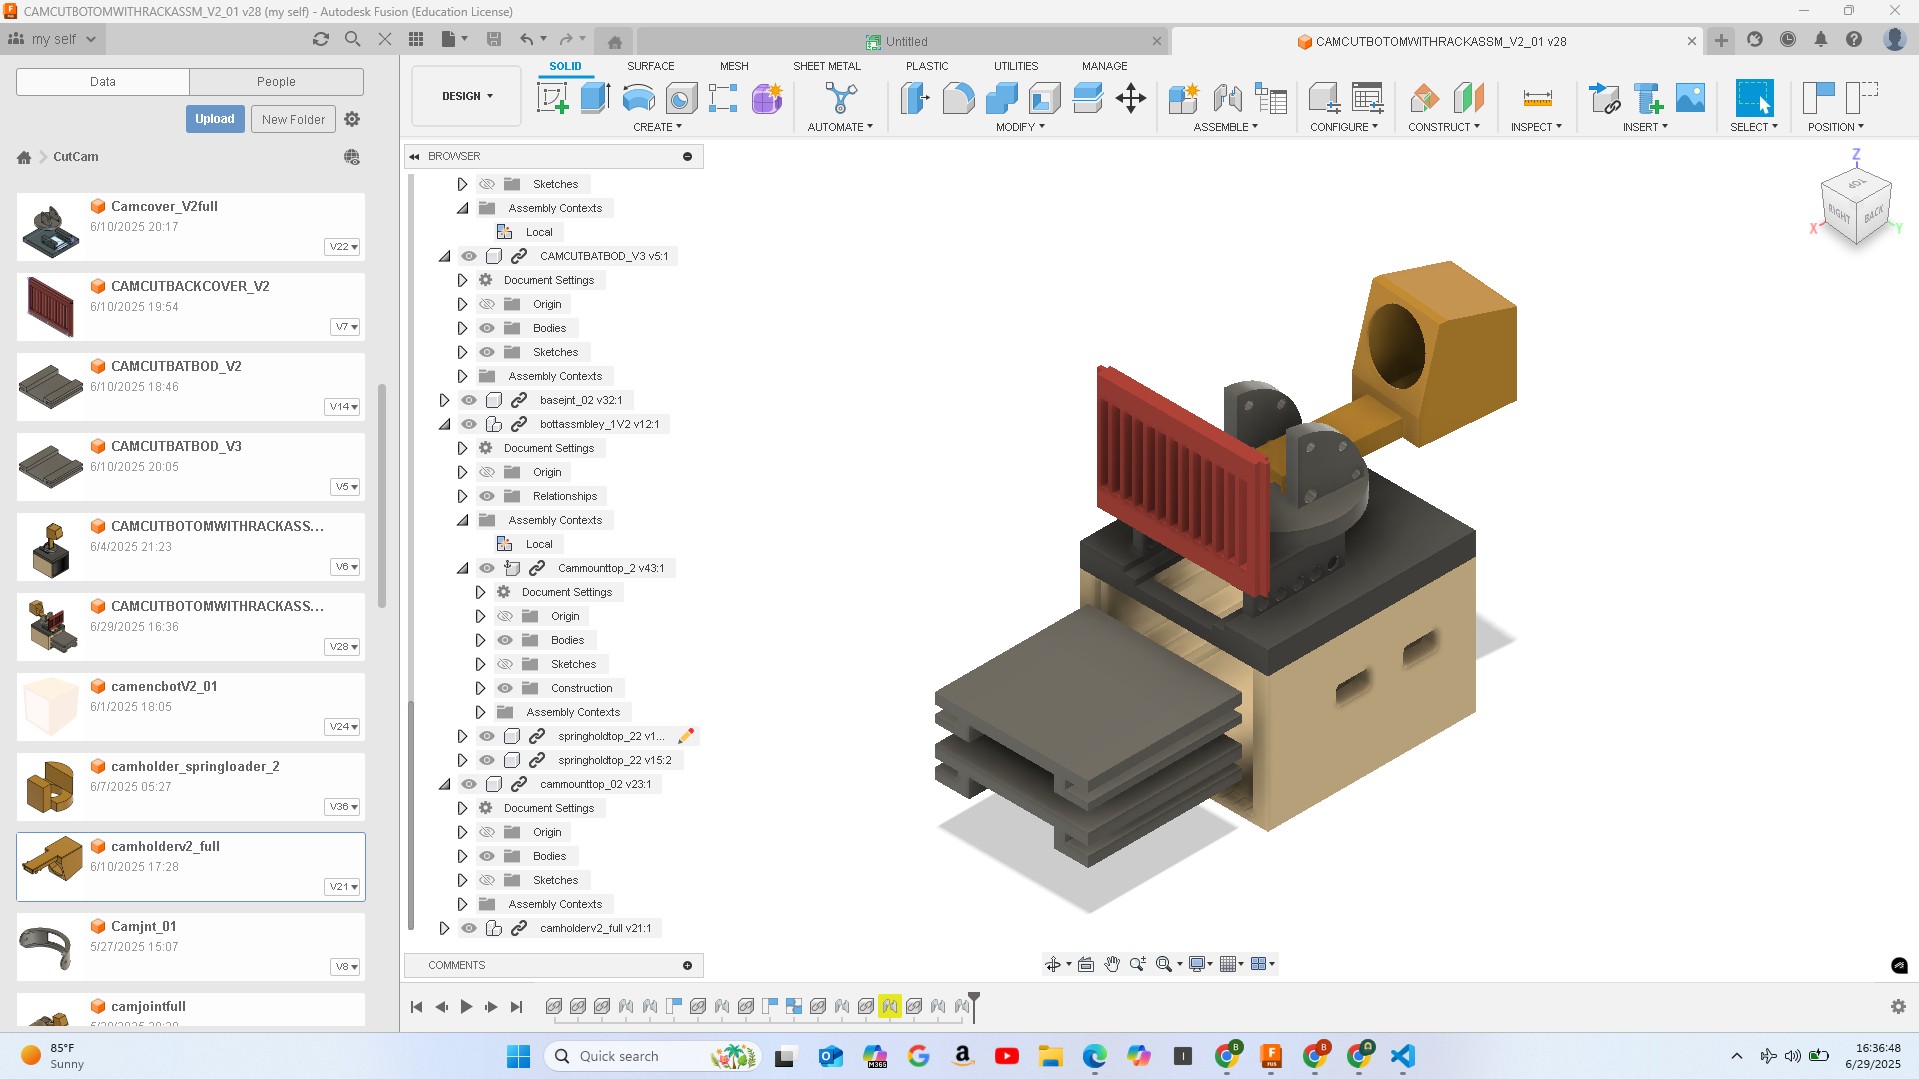 CAMCUTBOTOMWITHRACKASSM_V2_01 v28 (my self) - Autodesk Fusion (Education License)
my self
Untitled
CAMCUTBOTOMWITHRACKASSM_V2_01 v28
Data
People
Upload
New Folder
CutCam
Camcover_V2full
6/10/2025 20:17
V22
CAMCUTBACKCOVER_V2
6/10/2025 19:54
V7
CAMCUTBATBOD_V2
6/10/2025 18:46
V14
CAMCUTBATBOD_V3
6/10/2025 20:05
V5
CAMCUTBOTOMWITHRACKASS...
6/4/2025 21:23
V6
CAMCUTBOTOMWITHRACKASS...
6/29/2025 16:36
V28
camencbotV2_01
6/1/2025 18:05
V24
camholder_springloader_2
6/7/2025 05:27
V36
camholderv2_full
6/10/2025 17:28
V21
Camjnt_01
5/27/2025 15:07
V8
camjointfull
DESIGN
SOLID
SURFACE
MESH
SHEET METAL
PLASTIC
UTILITIES
MANAGE
CREATE
AUTOMATE
MODIFY
ASSEMBLE
CONFIGURE
CONSTRUCT
INSPECT
INSERT
SELECT
POSITION
BROWSER
Sketches
Assembly Contexts
Local
CAMCUTBATBOD_V3 v5:1
Document Settings
Origin
Bodies
Sketches
Assembly Contexts
basejnt_02 v32:1
bottassmbley_1V2 v12:1
Document Settings
Origin
Relationships
Assembly Contexts
Local
Cammounttop_2 v43:1
Document Settings
Origin
Bodies
Sketches
Construction
Assembly Contexts
springholdtop_22 v1...
springholdtop_22 v15:2
cammounttop_02 v23:1
Document Settings
Origin
Bodies
Sketches
Assembly Contexts
camholderv2_full v21:1
COMMENTS
Z
TOP
RIGHT
BACK
X
Y
85°F
Sunny
Quick search
M365
16:36:48
6/29/2025